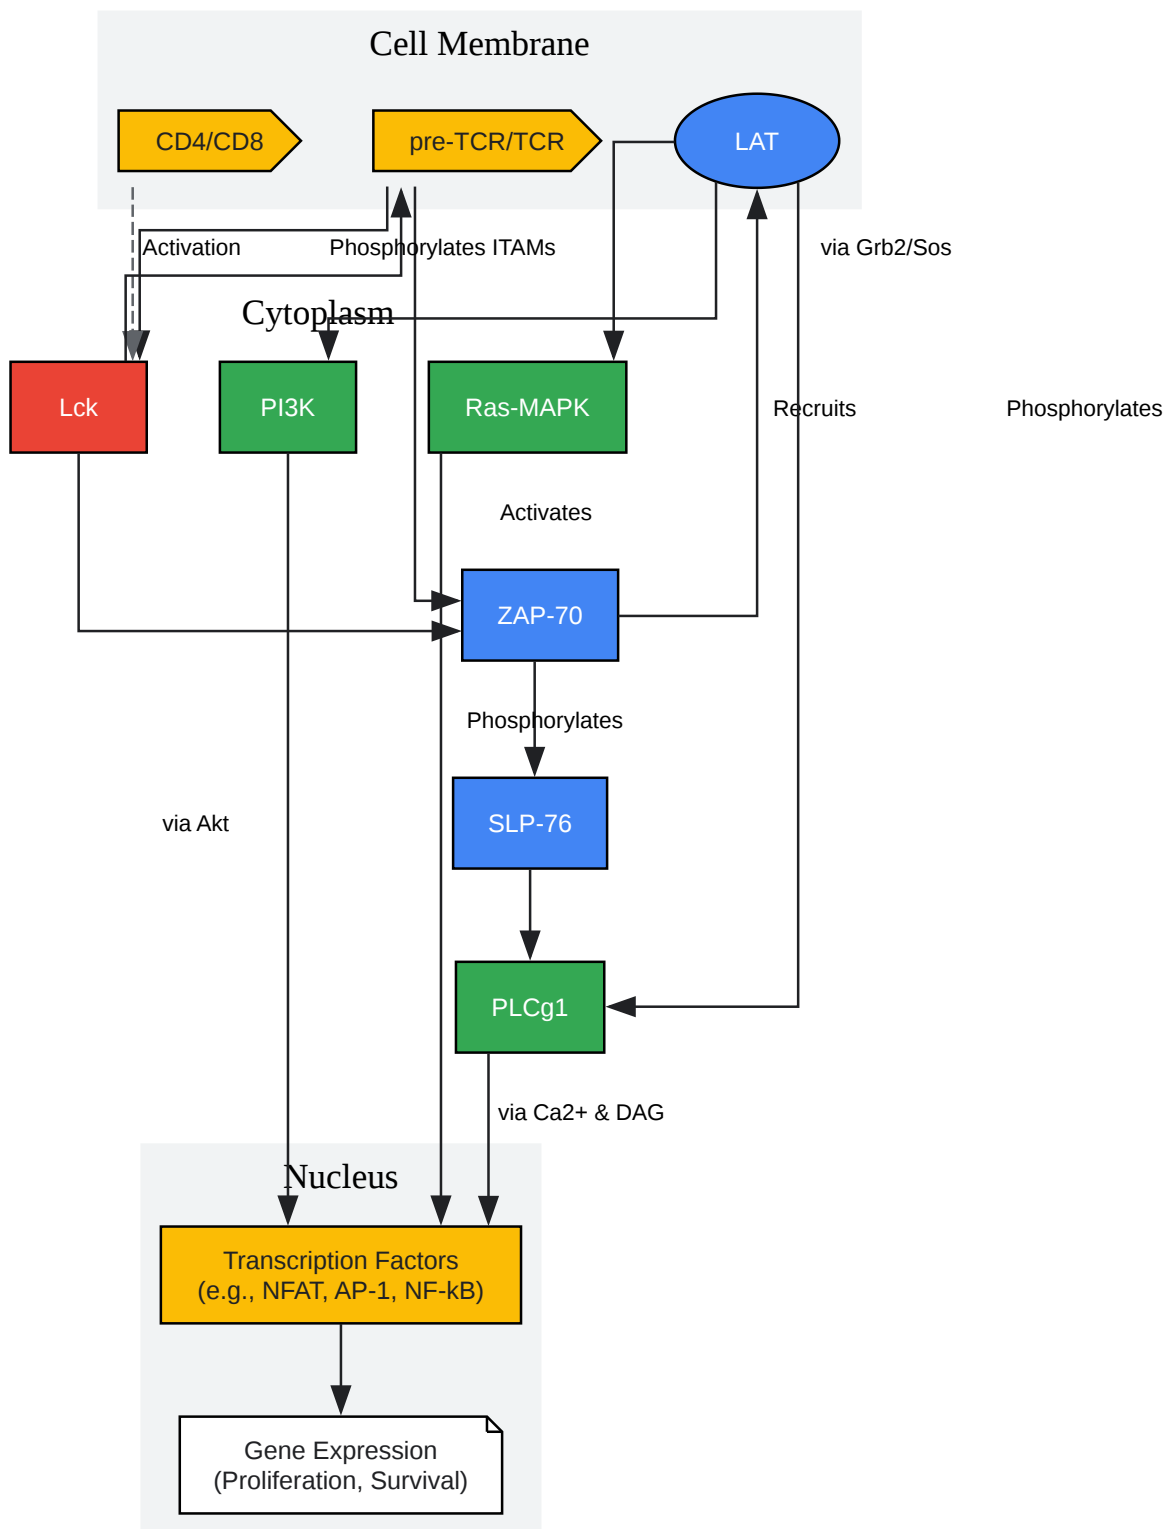 Cell Membrane
CD4/CD8
pre-TCR/TCR
LAT
Activation
Phosphorylates ITAMs
via Grb2/Sos
Cytoplasm
Lck
PI3K
Ras-MAPK
Recruits
Phosphorylates
Activates
ZAP-70
Phosphorylates
via Akt
SLP-76
PLCg1
via Ca2+ & DAG
Nucleus
Transcription Factors
(e.g., NFAT, AP-1, NF-kB)
Gene Expression
(Proliferation, Survival)